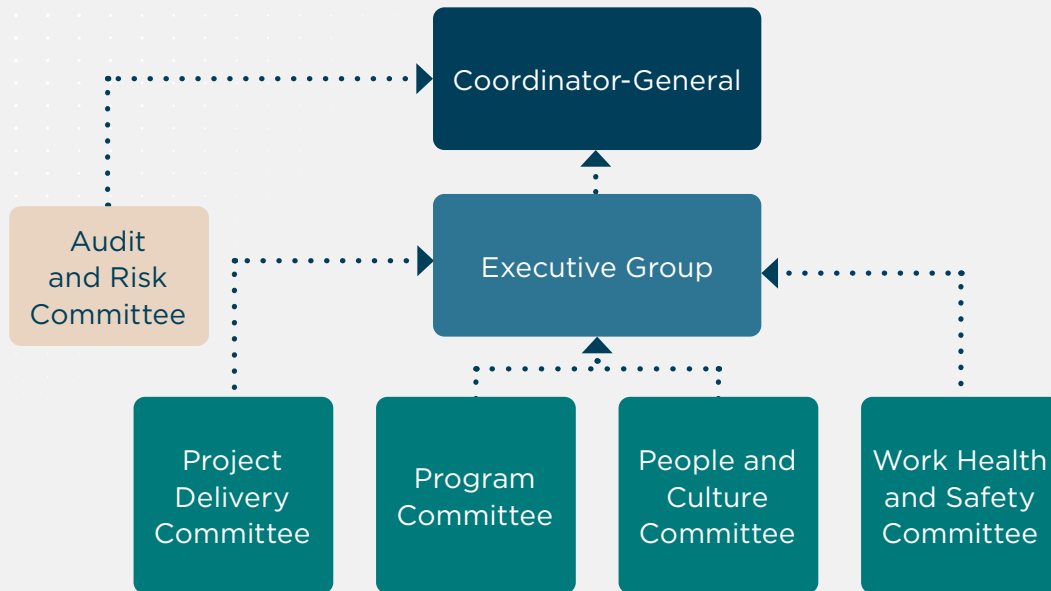 Coordinator-General
Audit
and Risk
Committee
Executive Group
Project
Delivery
Committee
Program
Committee
People and
Culture
Committee
Work Health
and Safety
Committee